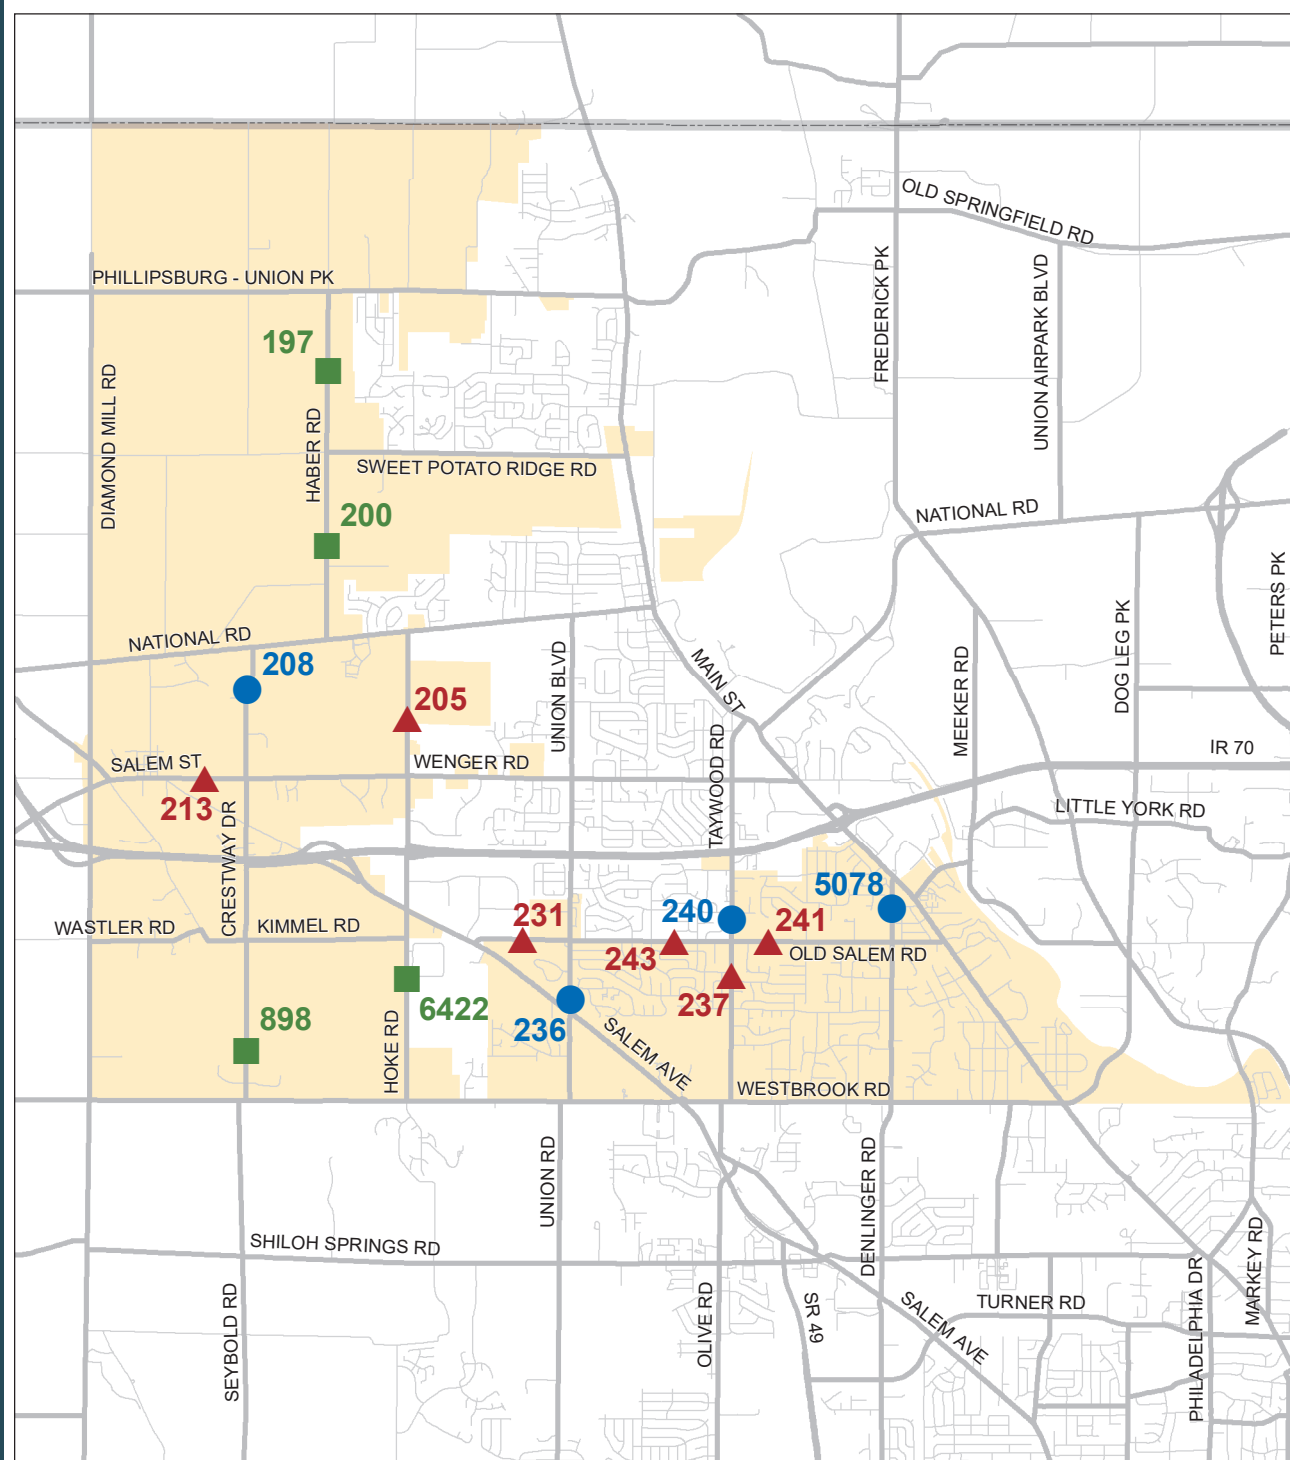 OLD SPRINGFIELD RD
PHILLIPSBURG - UNION PK
FREDERICK PK
UNION AIRPARK BLVD
197
DIAMOND MILL RD
HABER RD
SWEET POTATO RIDGE RD
200
NATIONAL RD
PETERS PK
NATIONAL RD
208
205
UNION BLVD
MAIN ST
MEEKER RD
DOG LEG PK
SALEM ST
WENGER RD
TAYWOOD RD
IR 70
213
CRESTWAY DR
LITTLE YORK RD
5078
WASTLER RD
KIMMEL RD
231
240
241
243
OLD SALEM RD
237
898
6422
236
HOKE RD
SALEM AVE
WESTBROOK RD
UNION RD
DENLINGER RD
SHILOH SPRINGS RD
SEYBOLD RD
OLIVE RD
SR 49
SALEM AVE
TURNER RD
PHILADELPHIA DR
MARKEY RD